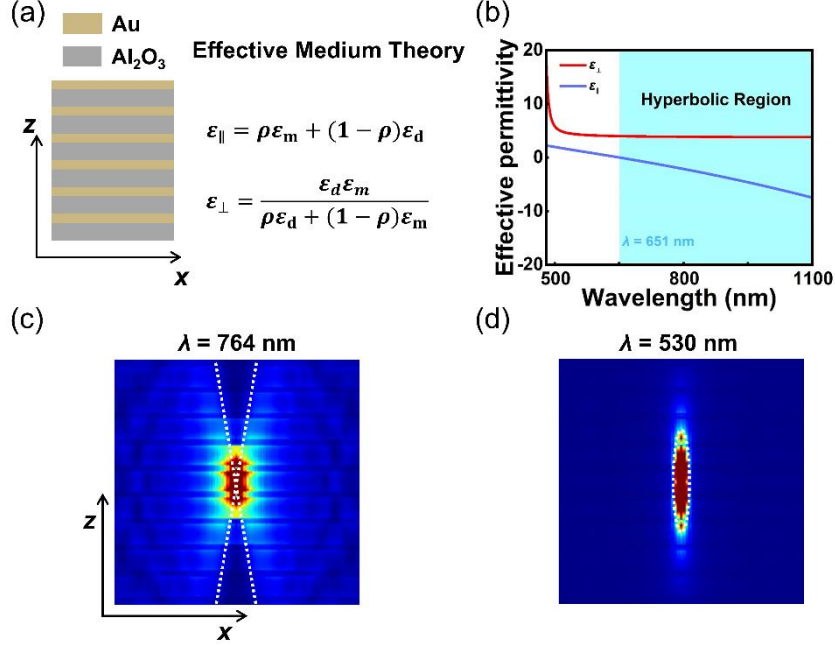 (a)
Au
Al₂O₃
Effective Medium Theory
z
x
ε∥ = ρεm + (1 − ρ)εd
ε⊥ = εdεm / (ρεd + (1 − ρ)εm)
(b)
Effective permittivity
20
10
0
-10
-20
ε⊥
ε∥
Hyperbolic Region
λ = 651 nm
500 800 1100
Wavelength (nm)
(c)
λ = 764 nm
z
x
(d)
λ = 530 nm